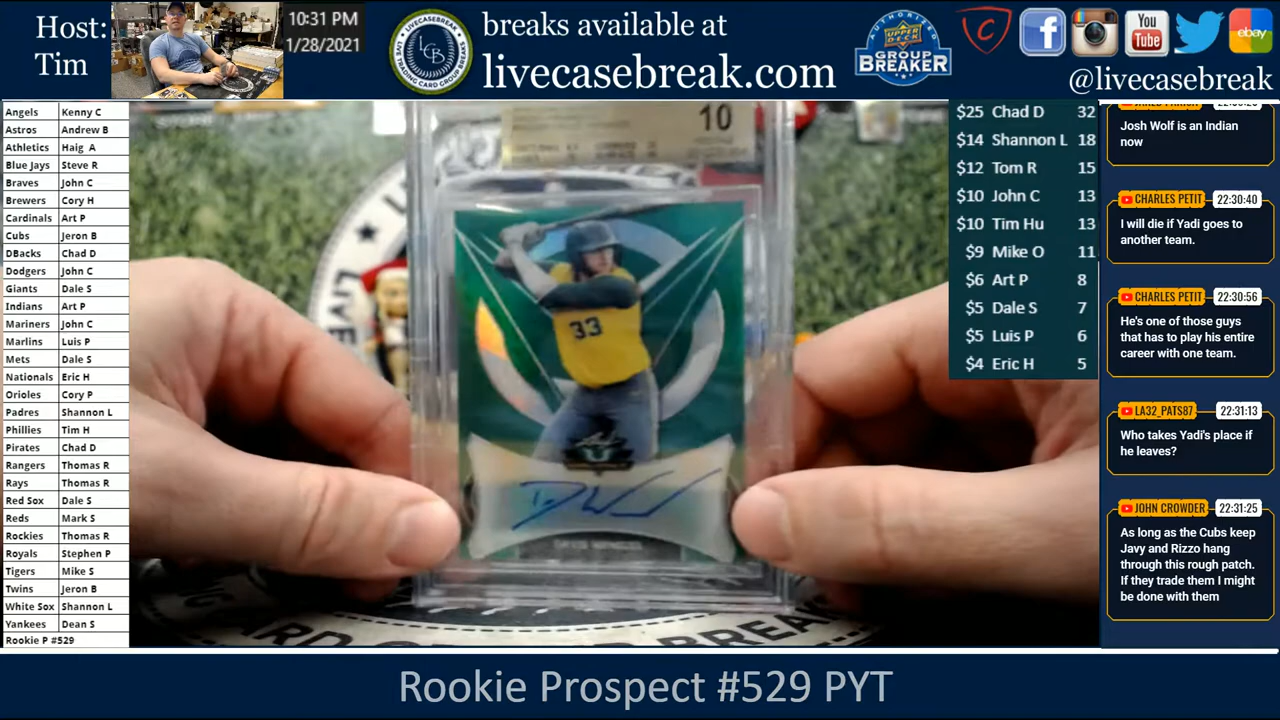 Host:
Tim
10:31 PM
1/28/2021
LIVECASEBREAK
LCB
LIVE TRADING CARD GROUP BREAKS
breaks available at
livecasebreak.com
AUTHORIZED
UPPER DECK
GROUP
BREAKER
You
Tube
ebay
@livecasebreak
Angels Kenny C
Astros Andrew B
Athletics Haig A
Blue Jays Steve R
Braves John C
Brewers Cory H
Cardinals Art P
Cubs Jeron B
DBacks Chad D
Dodgers John C
Giants Dale S
Indians Art P
Mariners John C
Marlins Luis P
Mets Dale S
Nationals Eric H
Orioles Cory P
Padres Shannon L
Phillies Tim H
Pirates Chad D
Rangers Thomas R
Rays Thomas R
Red Sox Dale S
Reds Mark S
Rockies Thomas R
Royals Stephen P
Tigers Mike S
Twins Jeron B
White Sox Shannon L
Yankees Dean S
Rookie P #529
10
33
$25 Chad D 32
$14 Shannon L 18
$12 Tom R 15
$10 John C 13
$10 Tim Hu 13
$9 Mike O 11
$6 Art P 8
$5 Dale S 7
$5 Luis P 6
$4 Eric H 5
Josh Wolf is an Indian
now
CHARLES PETIT 22:30:40
I will die if Yadi goes to
another team.
CHARLES PETIT 22:30:56
He's one of those guys
that has to play his entire
career with one team.
LA32_PATS87 22:31:13
Who takes Yadi's place if
he leaves?
JOHN CROWDER 22:31:25
As long as the Cubs keep
Javy and Rizzo hang
through this rough patch.
If they trade them I might
be done with them
Rookie Prospect #529 PYT